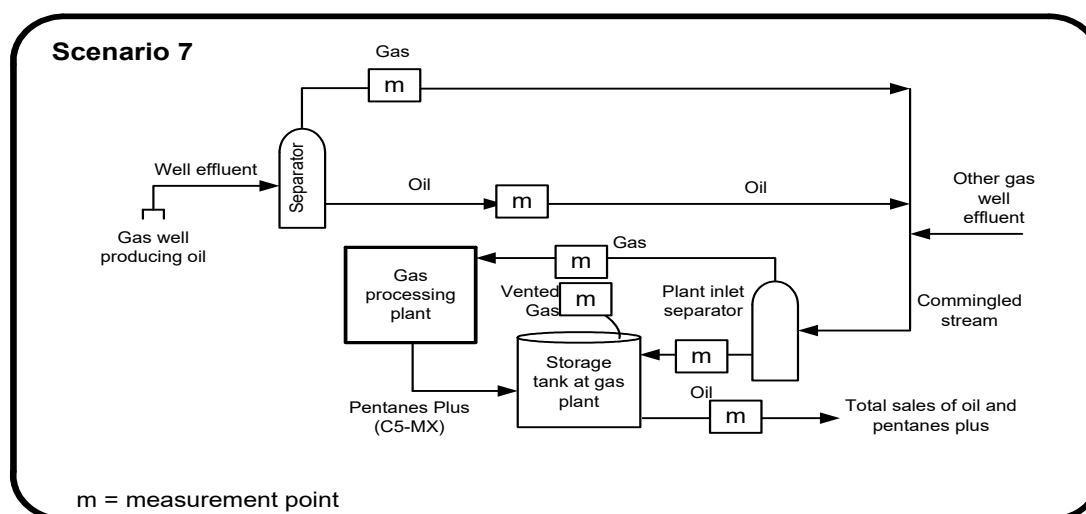 Scenario 7
Gas
m
Well effluent
Separator
Oil
m
Oil
Other gas
well
effluent
Gas well
producing oil
Gas
m
Gas
processing
plant
Vented
Gas
m
Plant inlet
separator
Commingled
stream
m
Storage
tank at gas
plant
Pentanes Plus
(C5-MX)
Oil
m
Total sales of oil and
pentanes plus
m = measurement point